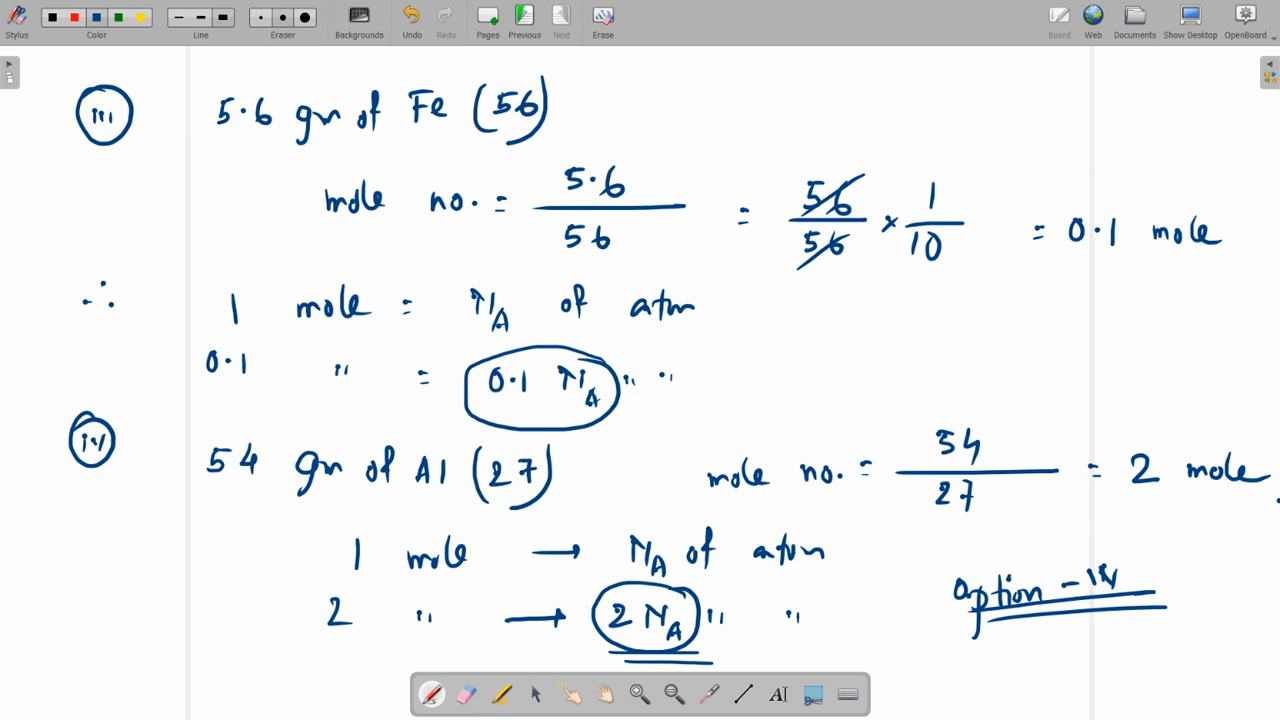 Stylus Color Line Eraser Backgrounds Undo Redo Pages Previous Next Erase Board Web Documents Show Desktop OpenBoard
iii 5.6 gm of Fe (56)
mole no. = 5.6 / 56 = 56 / 56 × 1 / 10 = 0.1 mole
∴ 1 mole = NA of atom
0.1 " = 0.1 NA " "
iv 54 gm of Al (27) mole no. = 54 / 27 = 2 mole.
1 mole → NA of atom
2 " → 2 NA " "
option - iv